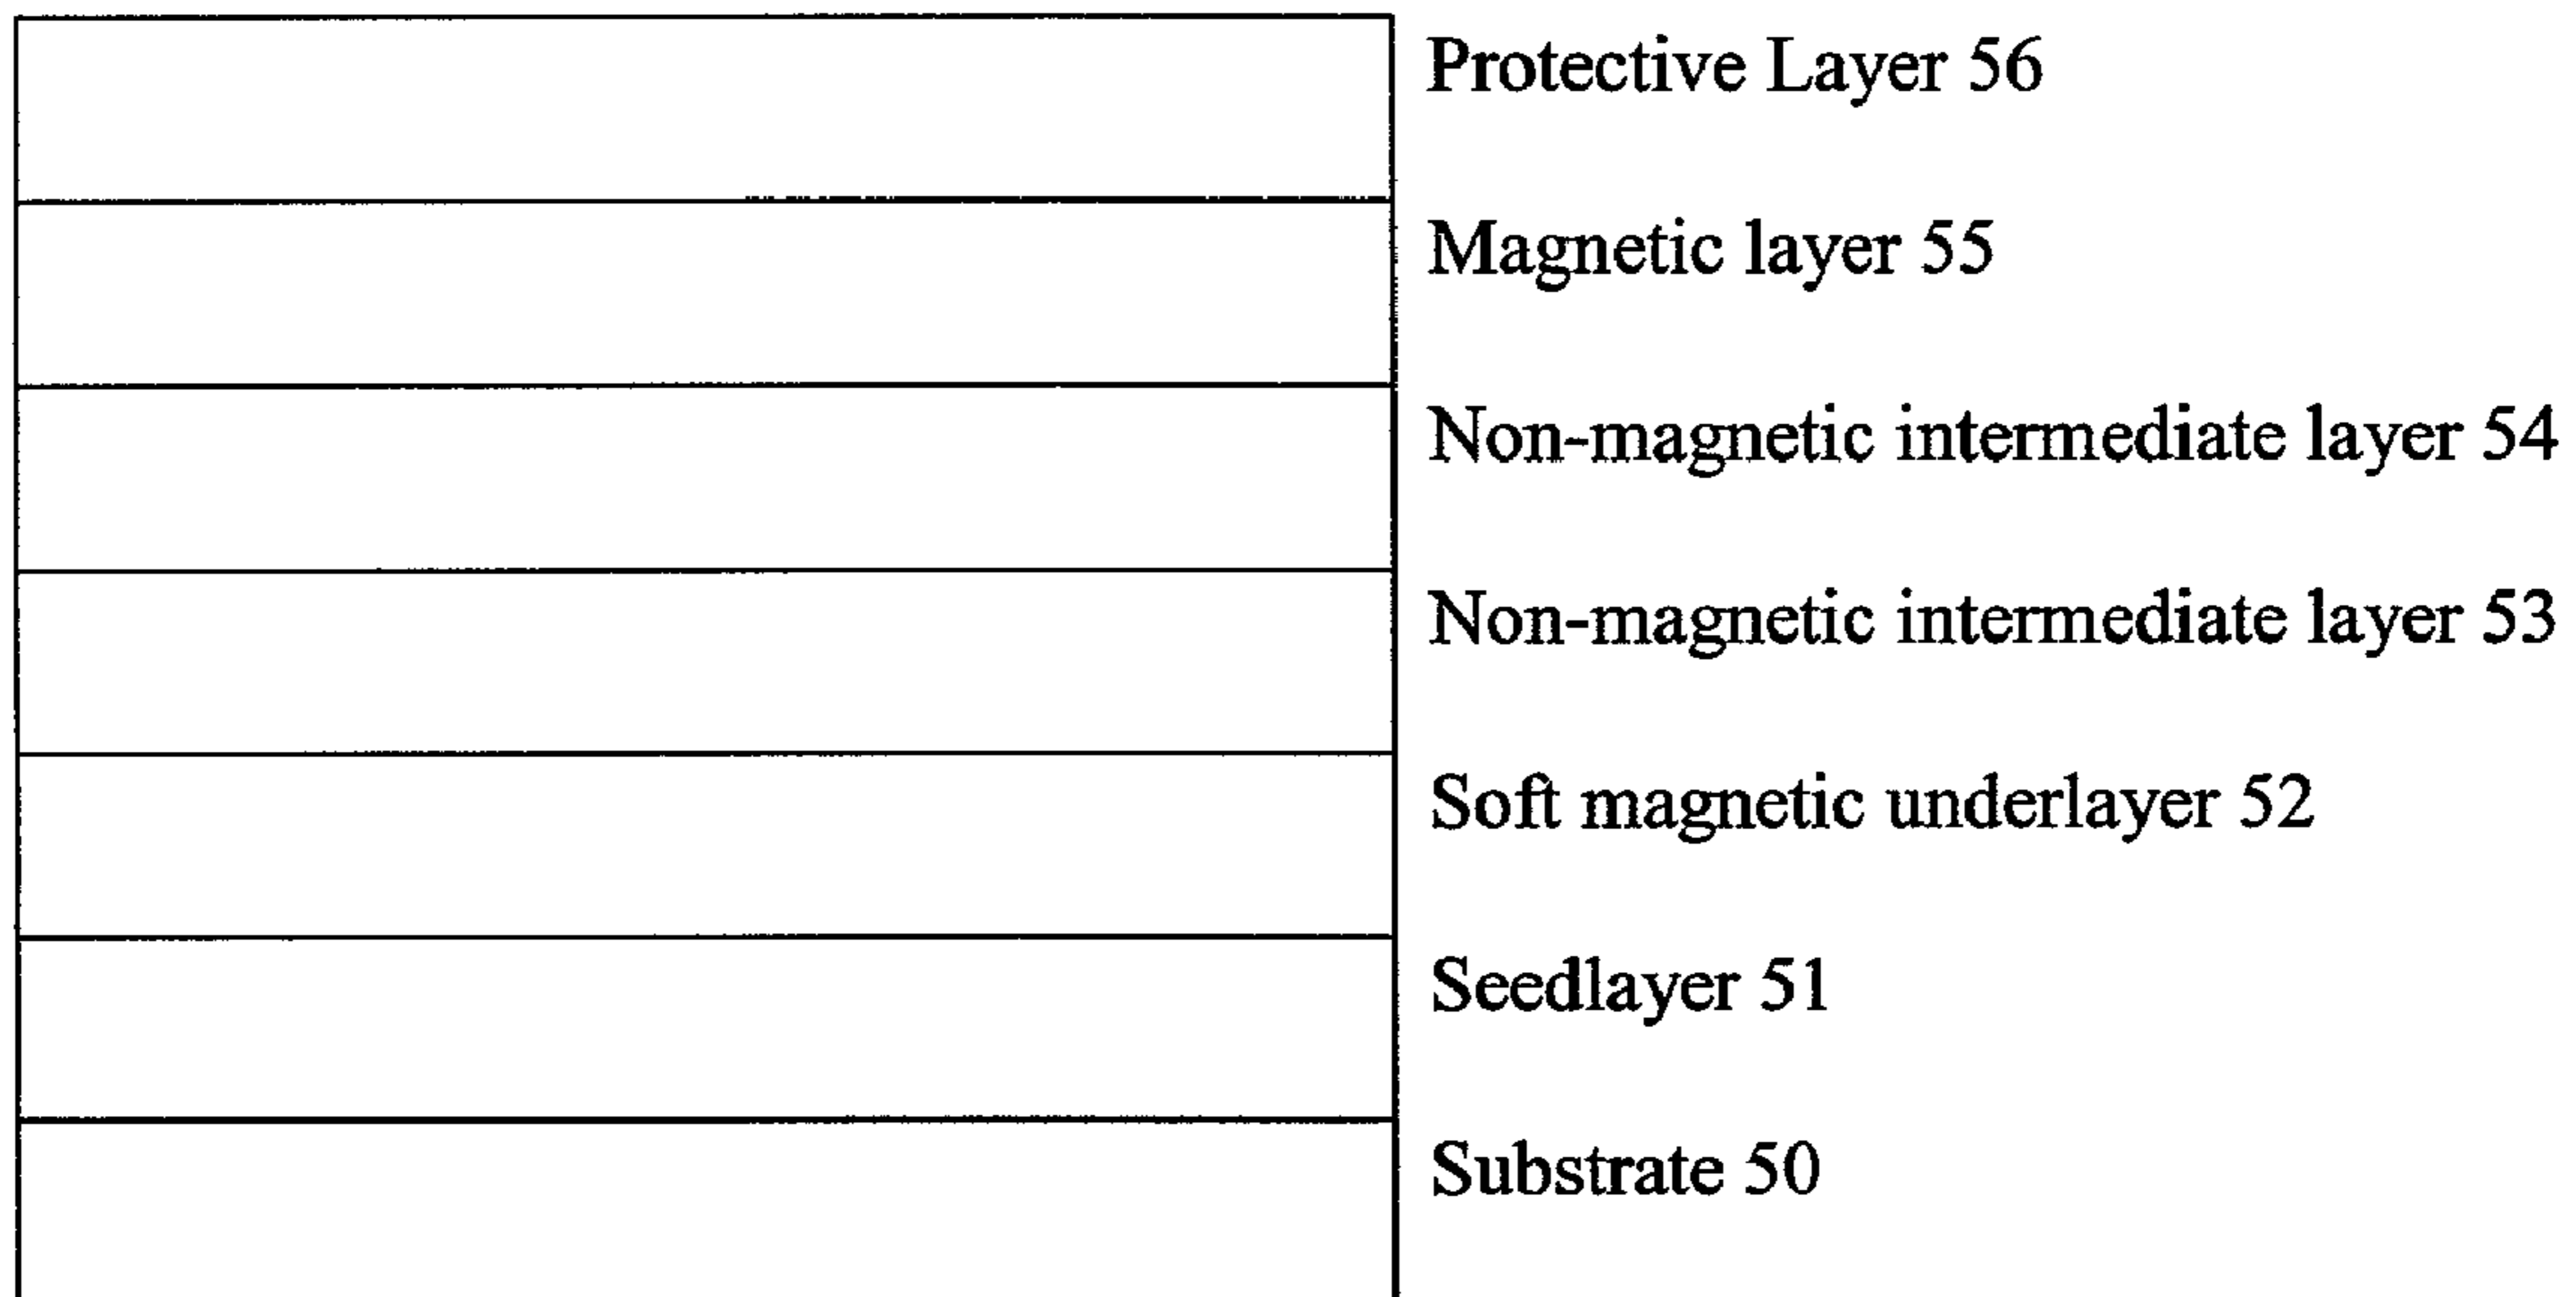 Protective Layer 56
Magnetic layer 55
Non-magnetic intermediate layer 54
Non-magnetic intermediate layer 53
Soft magnetic underlayer 52
Seedlayer 51
Substrate 50